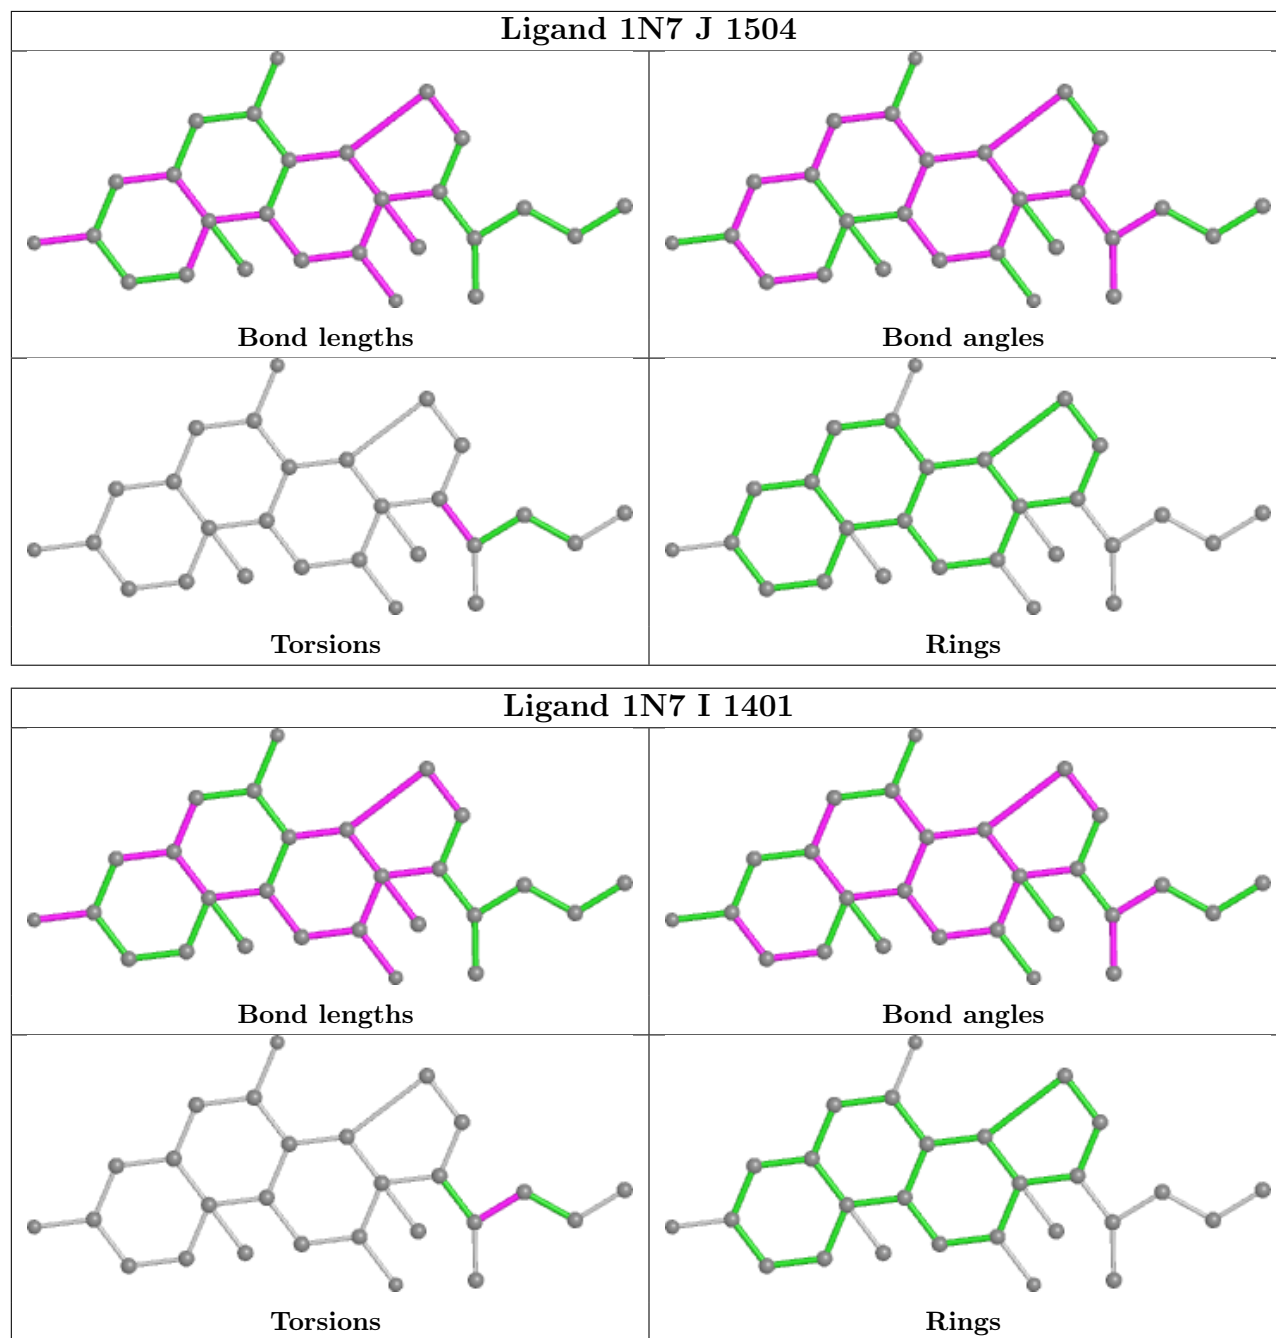 Ligand 1N7 J 1504
Bond lengths
Bond angles
Torsions
Rings
Ligand 1N7 I 1401
Bond lengths
Bond angles
Torsions
Rings